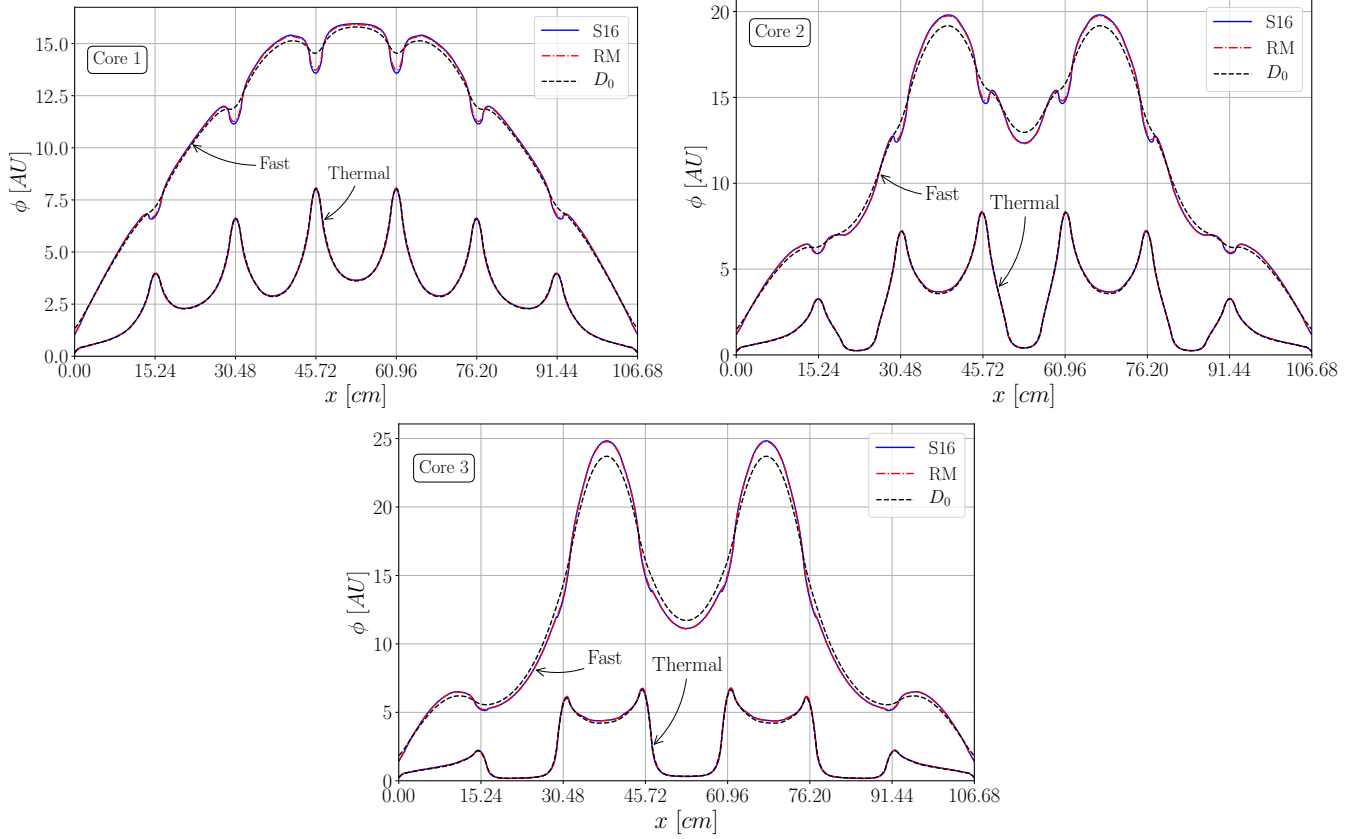 Core 1
S16
RM
D₀
Fast
Thermal
ϕ [AU]
15.0
12.5
10.0
7.5
5.0
2.5
0.0
0.00 15.24 30.48 45.72 60.96 76.20 91.44 106.68
x [cm]
Core 2
S16
RM
D₀
Fast
Thermal
ϕ [AU]
20
15
10
5
0
0.00 15.24 30.48 45.72 60.96 76.20 91.44 106.68
x [cm]
Core 3
S16
RM
D₀
Fast
Thermal
ϕ [AU]
25
20
15
10
5
0
0.00 15.24 30.48 45.72 60.96 76.20 91.44 106.68
x [cm]